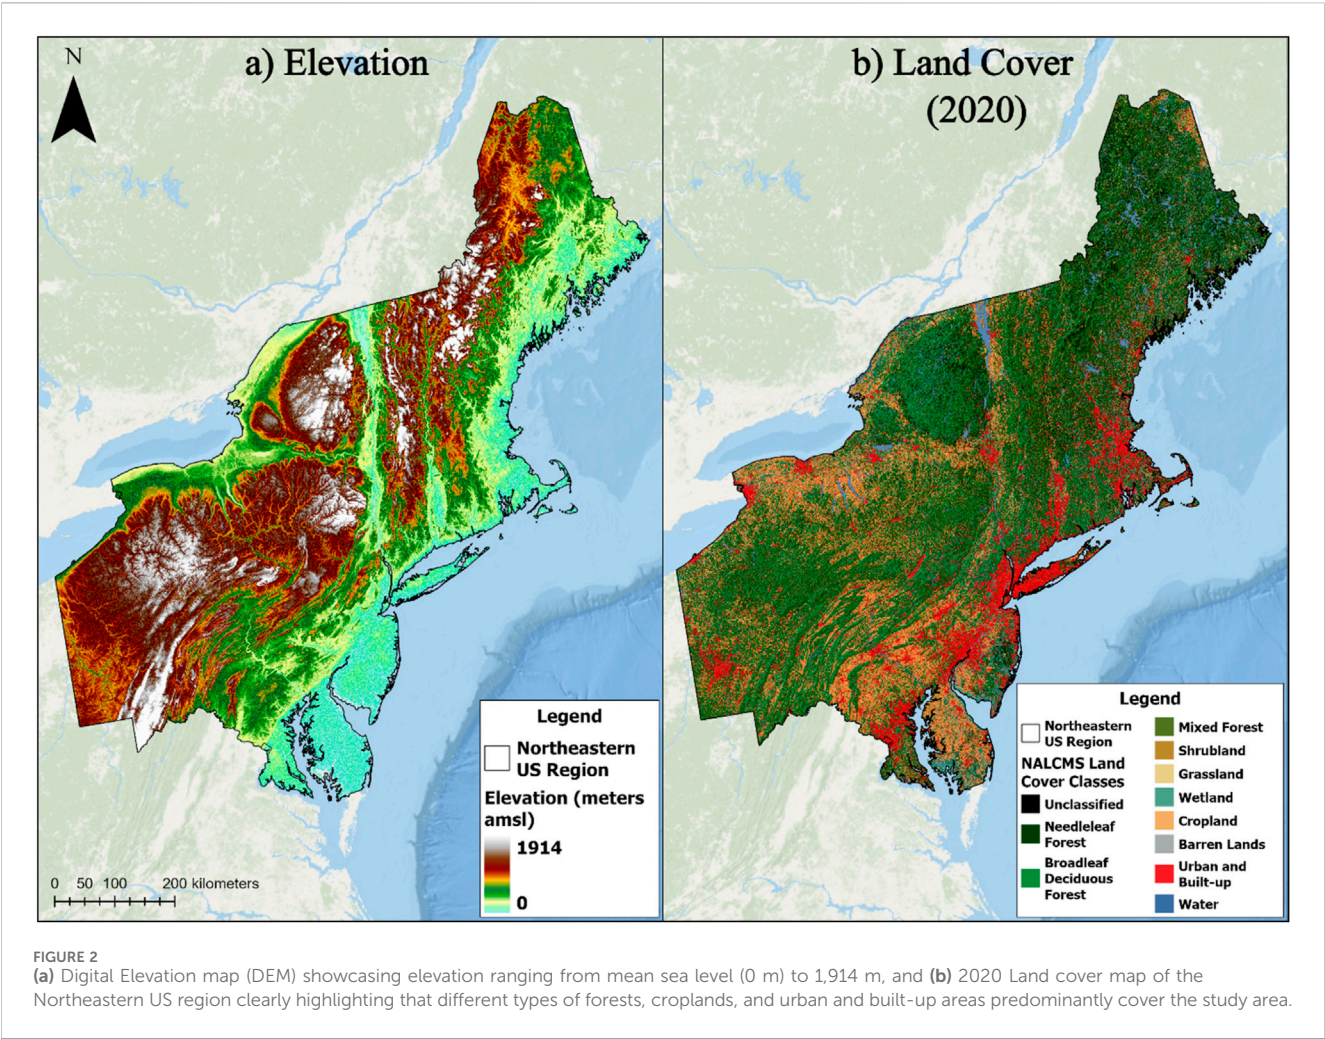 N
a) Elevation
Legend
Northeastern
US Region
Elevation (meters
amsl)
1914
0
0 50 100 200 kilometers
b) Land Cover
(2020)
Legend
Northeastern
US Region
NALCMS Land
Cover Classes
Unclassified
Needleleaf
Forest
Broadleaf
Deciduous
Forest
Mixed Forest
Shrubland
Grassland
Wetland
Cropland
Barren Lands
Urban and
Built-up
Water
FIGURE 2
(a) Digital Elevation map (DEM) showcasing elevation ranging from mean sea level (0 m) to 1,914 m, and (b) 2020 Land cover map of the
Northeastern US region clearly highlighting that different types of forests, croplands, and urban and built-up areas predominantly cover the study area.